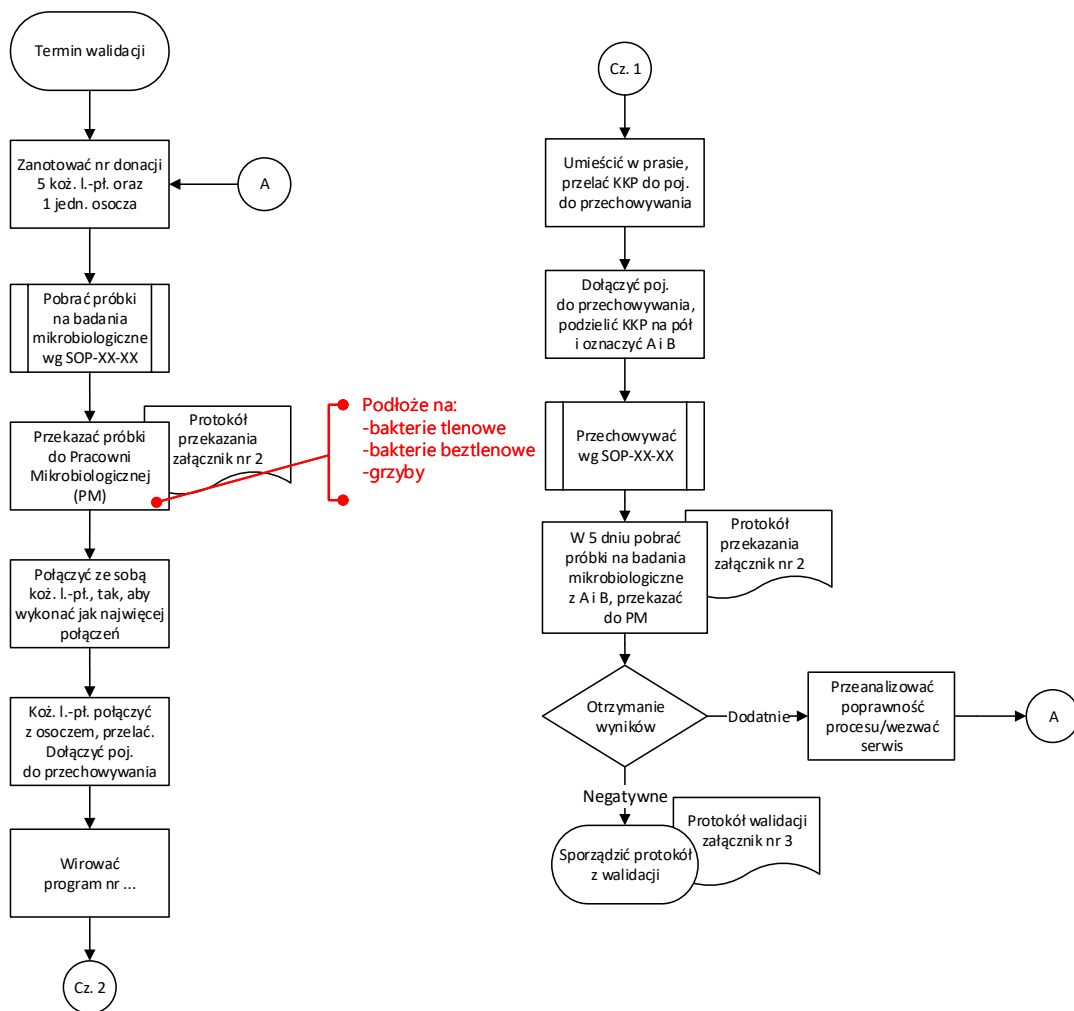 Termin walidacji
Zanotować nr donacji
5 koż. l.-pł. oraz
1 jedn. osocza
A
Pobrać próbki
na badania
mikrobiologiczne
wg SOP-XX-XX
Przekazać próbki
do Pracowni
Mikrobiologicznej
(PM)
Protokół
przekazania
załącznik nr 2
Podłoże na:
-bakterie tlenowe
-bakterie beztlenowe
-grzyby
Połączyć ze sobą
koż. l.-pł., tak, aby
wykonać jak najwięcej
połączeń
Koż. l.-pł. połączyć
z osoczem, przelać.
Dołączyć poj.
do przechowywania
Wirować
program nr ...
Cz. 2
Cz. 1
Umieścić w prasie,
przelać KKP do poj.
do przechowywania
Dołączyć poj.
do przechowywania,
podzielić KKP na pół
i oznaczyć A i B
Przechowywać
wg SOP-XX-XX
W 5 dniu pobrać
próbki na badania
mikrobiologiczne
z A i B, przekazać
do PM
Protokół
przekazania
załącznik nr 2
Otrzymanie
wyników
Dodatnie
Przeanalizować
poprawność
procesu/wezwać
serwis
A
Negatywne
Sporządzić protokół
z walidacji
Protokół walidacji
załącznik nr 3